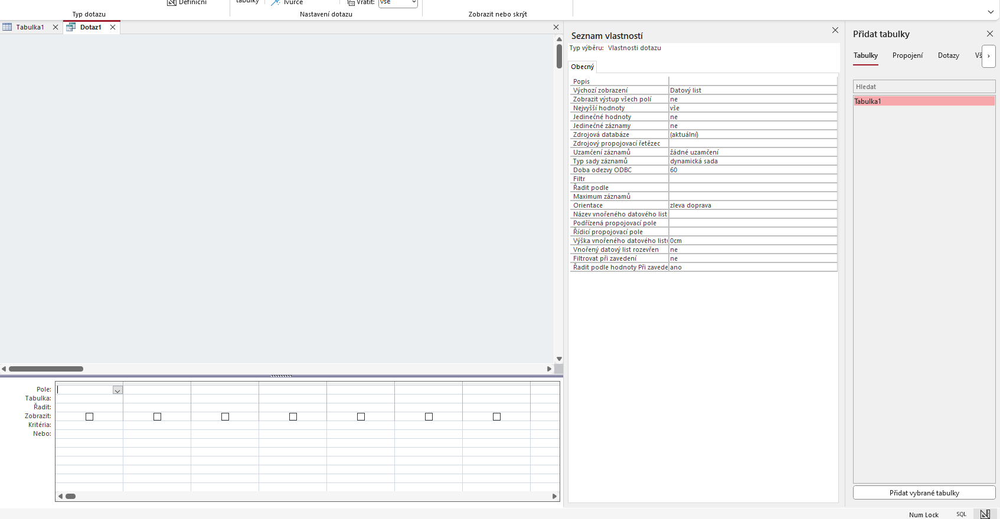 Definiční
tabulky
Tvůrce
Vrátit:
Vše
Typ dotazu
Nastavení dotazu
Zobrazit nebo skrýt
Tabulka1
Dotaz1
Seznam vlastností
Typ výběru: Vlastnosti dotazu
Obecný
Popis
Výchozí zobrazení Datový list
Zobrazit výstup všech polí ne
Nejvyšší hodnoty vše
Jedinečné hodnoty ne
Jedinečné záznamy ne
Zdrojová databáze (aktuální)
Zdrojový propojovací řetězec
Uzamčení záznamů žádné uzamčení
Typ sady záznamů dynamická sada
Doba odezvy ODBC 60
Filtr
Řadit podle
Maximum záznamů
Orientace zleva doprava
Název vnořeného datového list
Podřízená propojovací pole
Řídicí propojovací pole
Výška vnořeného datového listu 0cm
Vnořený datový list rozevřen ne
Filtrovat při zavedení ne
Řadit podle hodnoty Při zavede ano
Přidat tabulky
Tabulky Propojení Dotazy Vš
Hledat
Tabulka1
Přidat vybrané tabulky
Pole:
Tabulka:
Řadit:
Zobrazit:
Kritéria:
Nebo:
Num Lock
SQL